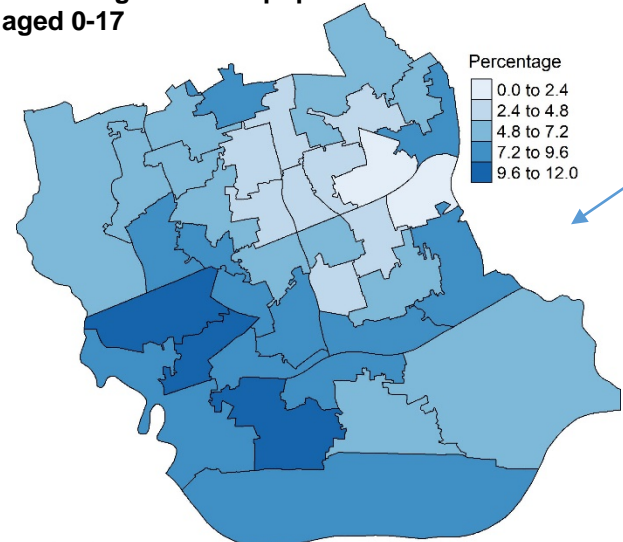 aged 0-17
Percentage
0.0 to 2.4
2.4 to 4.8
4.8 to 7.2
7.2 to 9.6
9.6 to 12.0